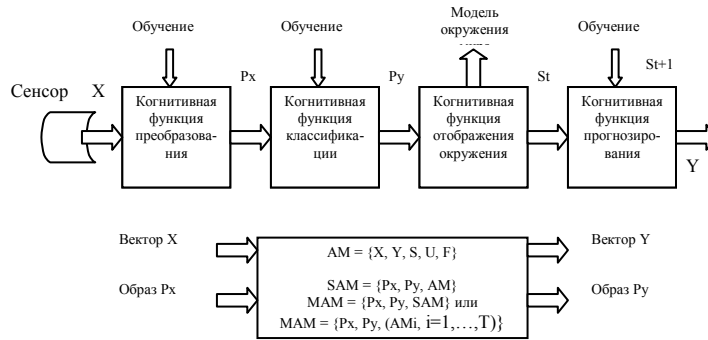 Модель
окружения
Обучение
Обучение
Обучение
Px
Py
St
St+1
Сенсор
X
Когнитивная
функция
преобразова-
ния
Когнитивная
функция
классифика-
ции
Когнитивная
функция
отображения
окружения
Когнитивная
функция
прогнозиро-
вания
Y
Вектор X
AM = {X, Y, S, U, F}
Вектор Y
Образ Px
SAM = {Px, Py, AM}
MAM = {Px, Py, SAM} или
MAM = {Px, Py, (AMi, i=1,…,T)}
Образ Py